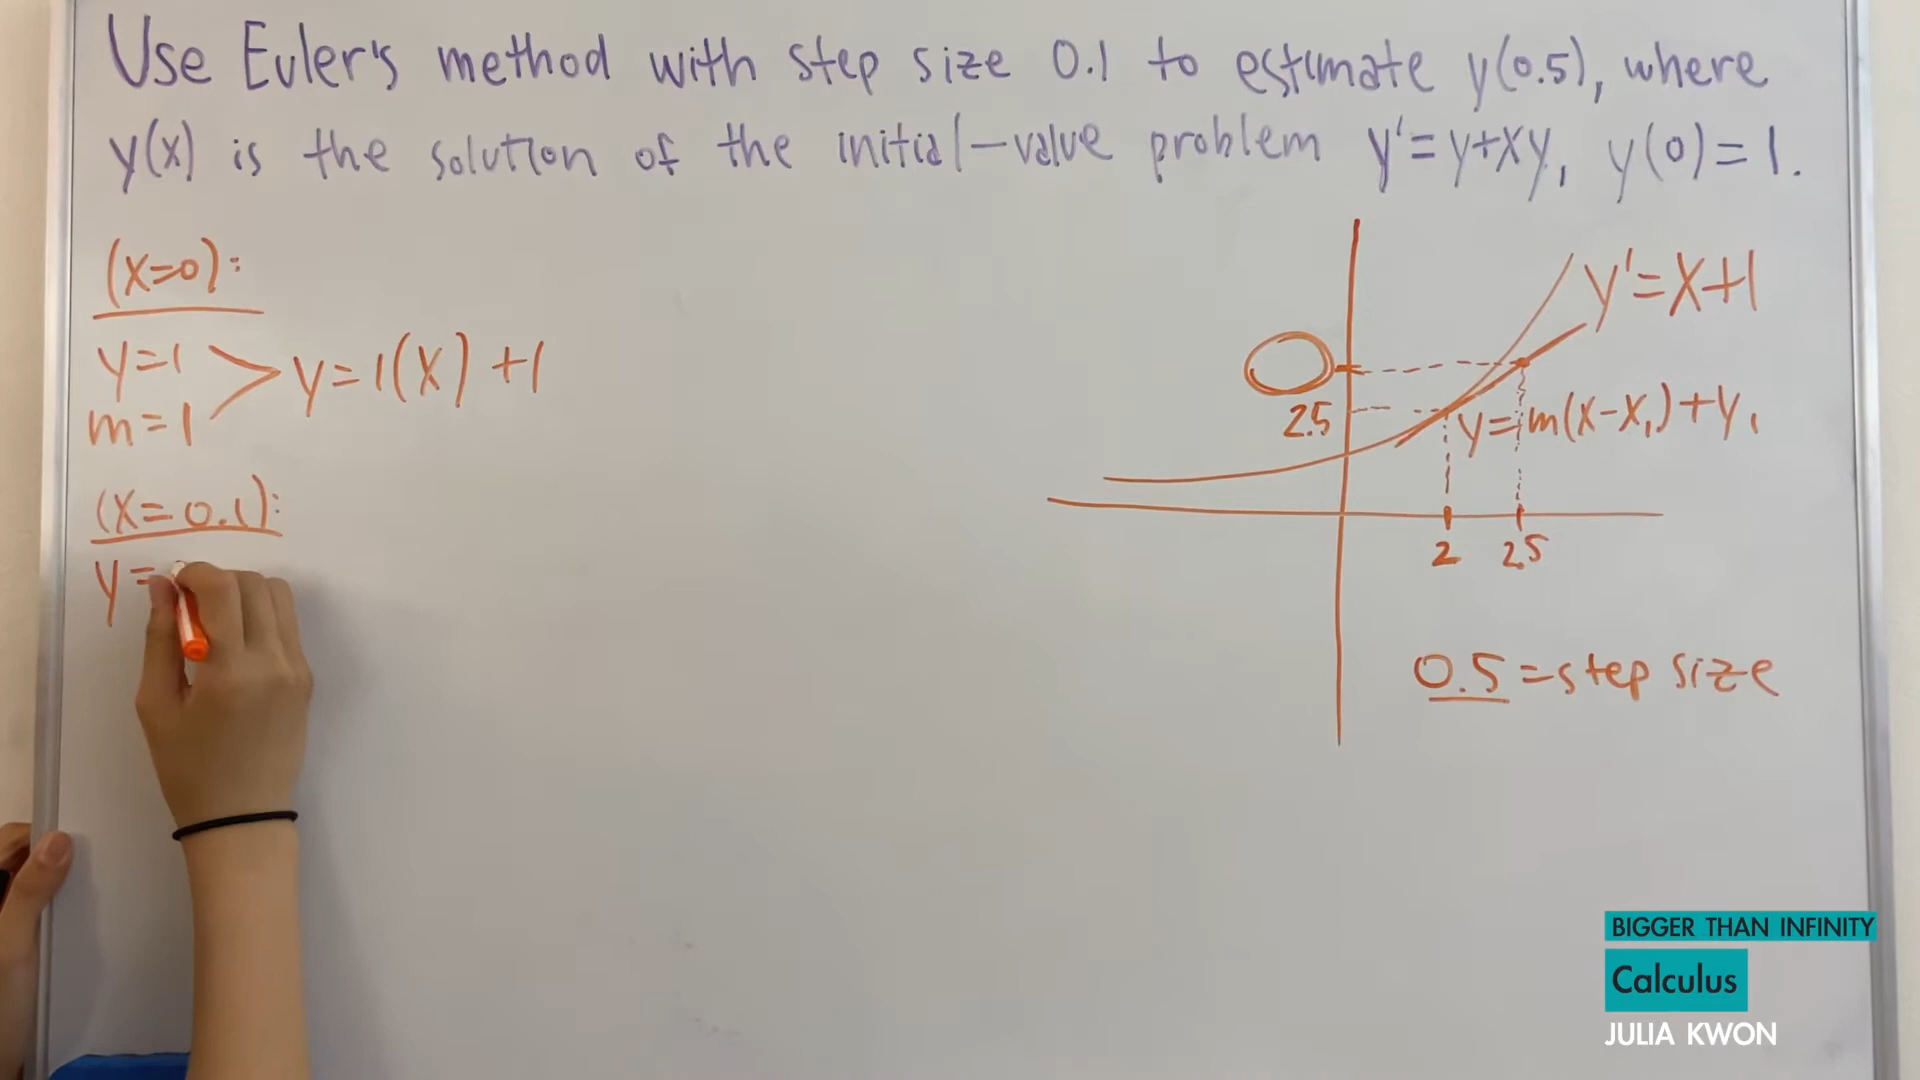 Use Euler's method with step size 0.1 to estimate y(0.5), where
y(x) is the solution of the initial-value problem y'=y+xy, y(0)=1.
(x=0):
y=1
m=1
y=1(x)+1
(x=0.1):
y=
y'=x+1
2.5
y=m(x-x₁)+y₁
2
2.5
0.5=step size
BIGGER THAN INFINITY
Calculus
JULIA KWON